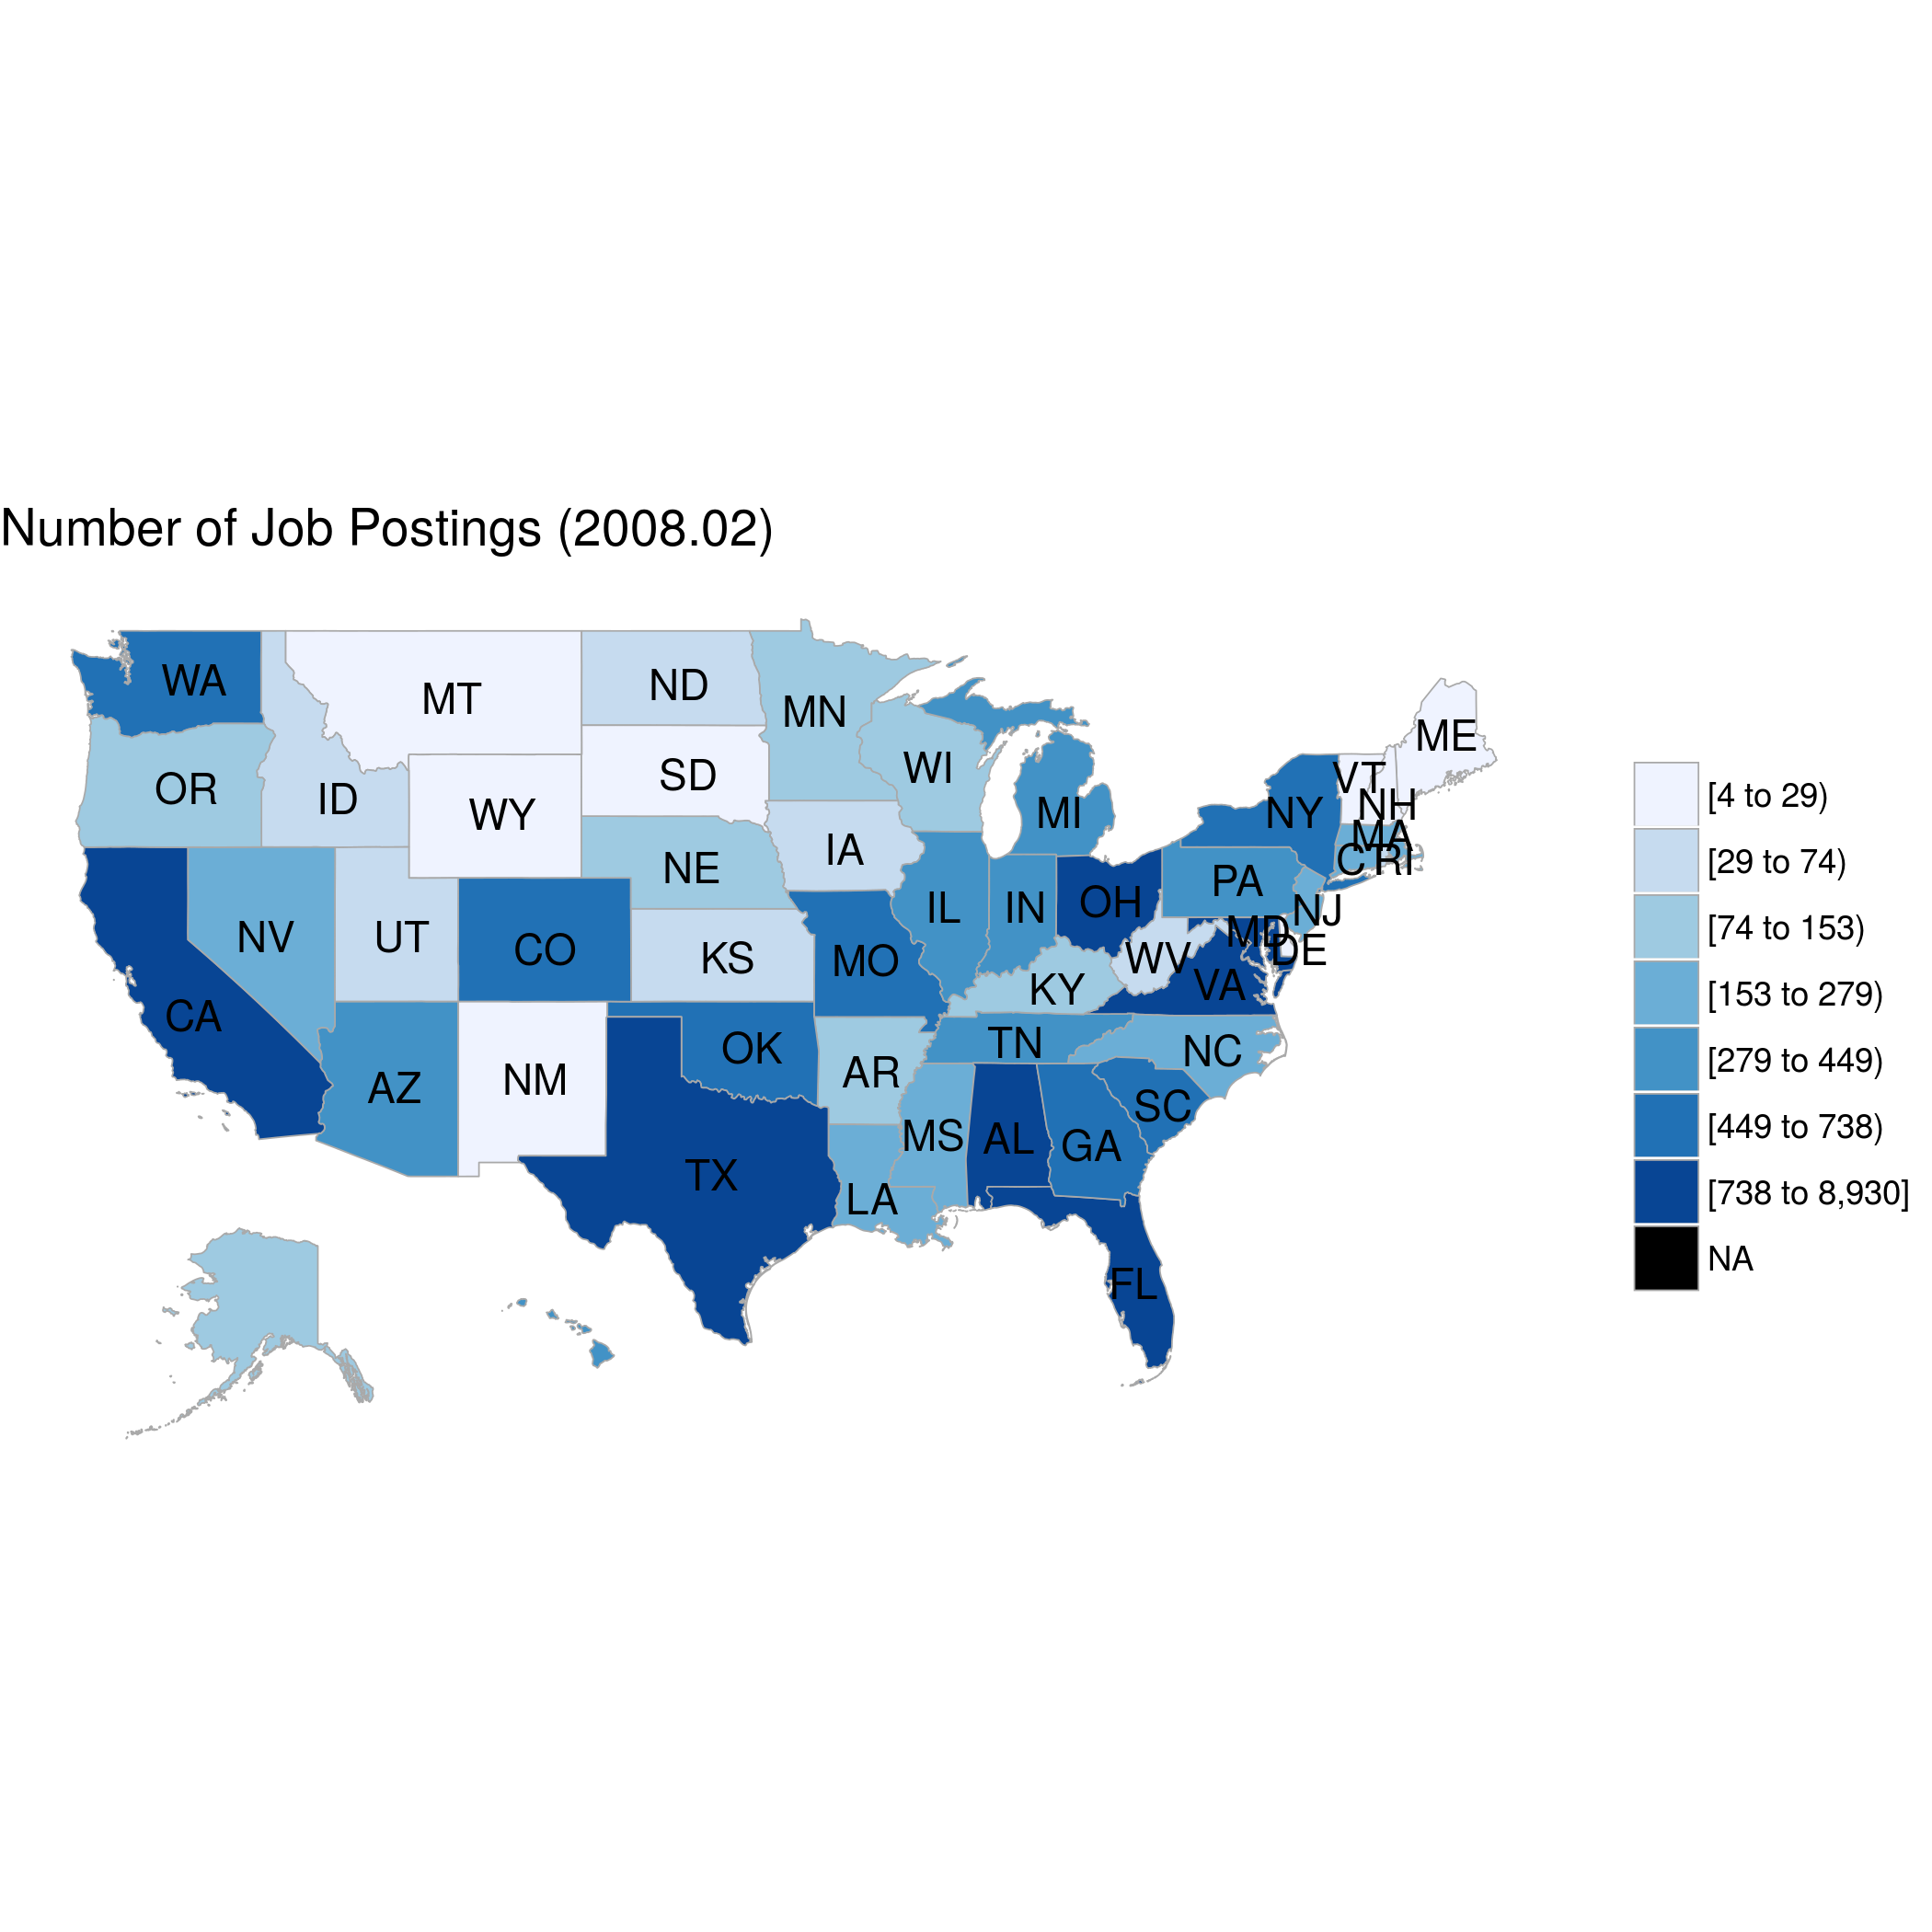 Number of Job Postings (2008.02)
WA
MT
ND
MN
ME
OR
ID
WY
SD
WI
MI
NY
VT
NH
MA
CT
RI
IA
NE
PA
IL
IN
OH
NJ
NV
UT
CO
KS
MO
WV
MD
DE
KY
VA
CA
AZ
NM
OK
AR
TN
NC
TX
LA
MS
AL
GA
SC
FL
[4 to 29)
[29 to 74)
[74 to 153)
[153 to 279)
[279 to 449)
[449 to 738)
[738 to 8,930]
NA